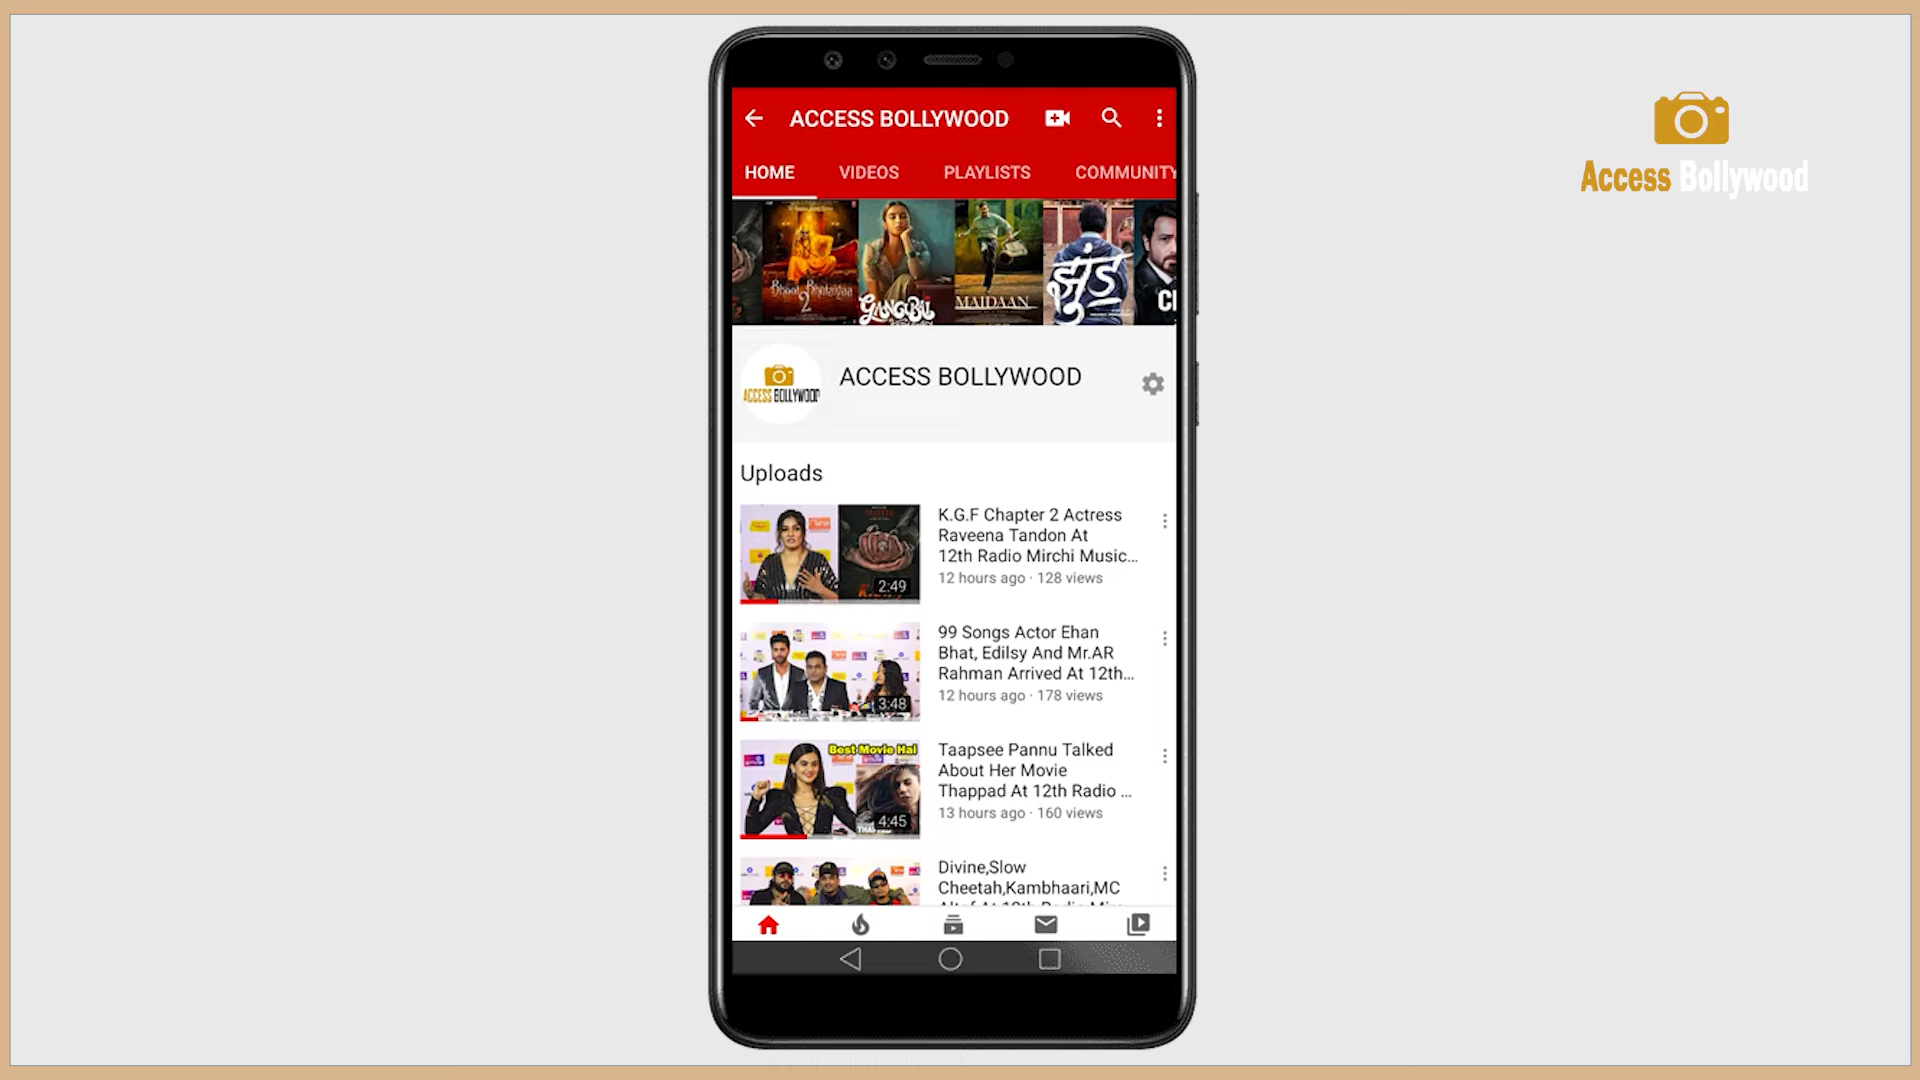 ACCESS BOLLYWOOD
HOME VIDEOS PLAYLISTS COMMUNITY
Access Bollywood
Bhool Bhulaiyaa
2
GANGUBAI
MAIDAAN
झुंड
ACCESS BOLLYWOOD
ACCESS BOLLYWOOD
Uploads
K.G.F Chapter 2 Actress
Raveena Tandon At
12th Radio Mirchi Music...
12 hours ago · 128 views
2:49
99 Songs Actor Ehan
Bhat, Edilsy And Mr.AR
Rahman Arrived At 12th...
12 hours ago · 178 views
3:48
Best Movie Hai
Taapsee Pannu Talked
About Her Movie
Thappad At 12th Radio ...
13 hours ago · 160 views
4:45
Divine,Slow
Cheetah,Kambhaari,MC